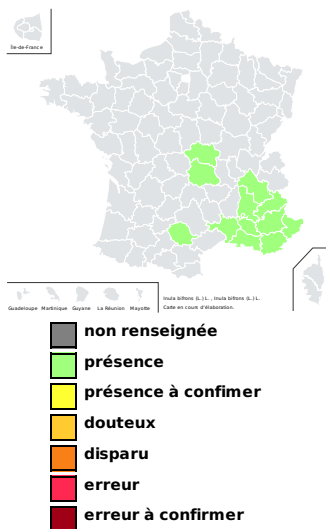 Île-de-France
Guadeloupe Martinique Guyane La Réunion Mayotte
Inula bifrons (L.) L. , Inula bifrons (L.) L.
Carte en cours d'élaboration.
non renseignée
présence
présence à confimer
douteux
disparu
erreur
erreur à confirmer